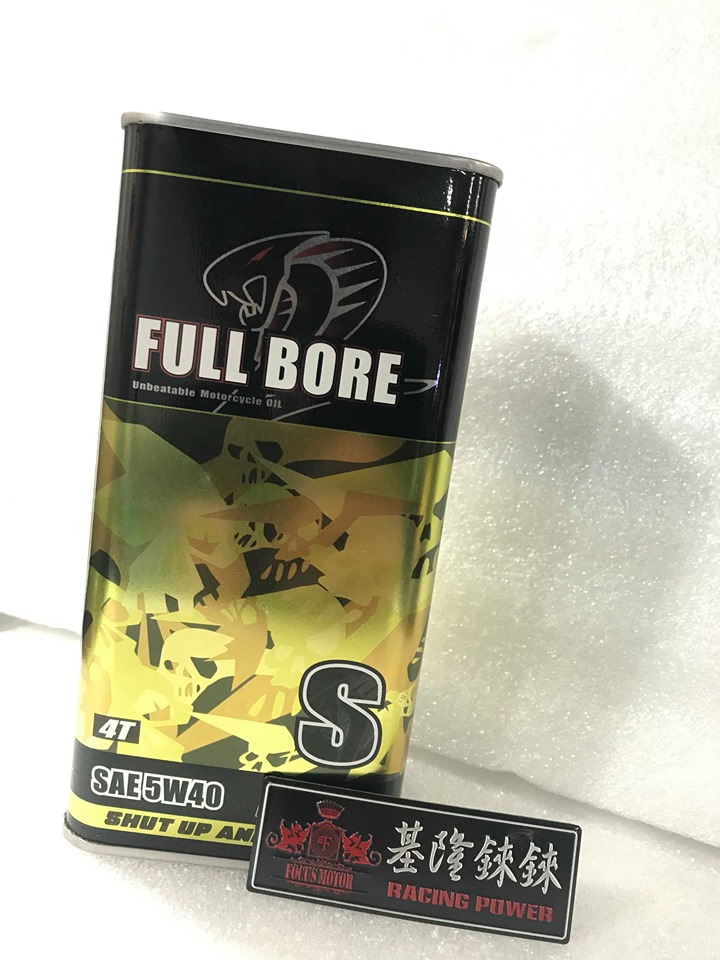 FULL BORE
Unbeatable Motorcycle OIL
S
4T
SAE 5W40
SHUT UP AN
FOCUS MOTOR
基隆錸錸
RACING POWER